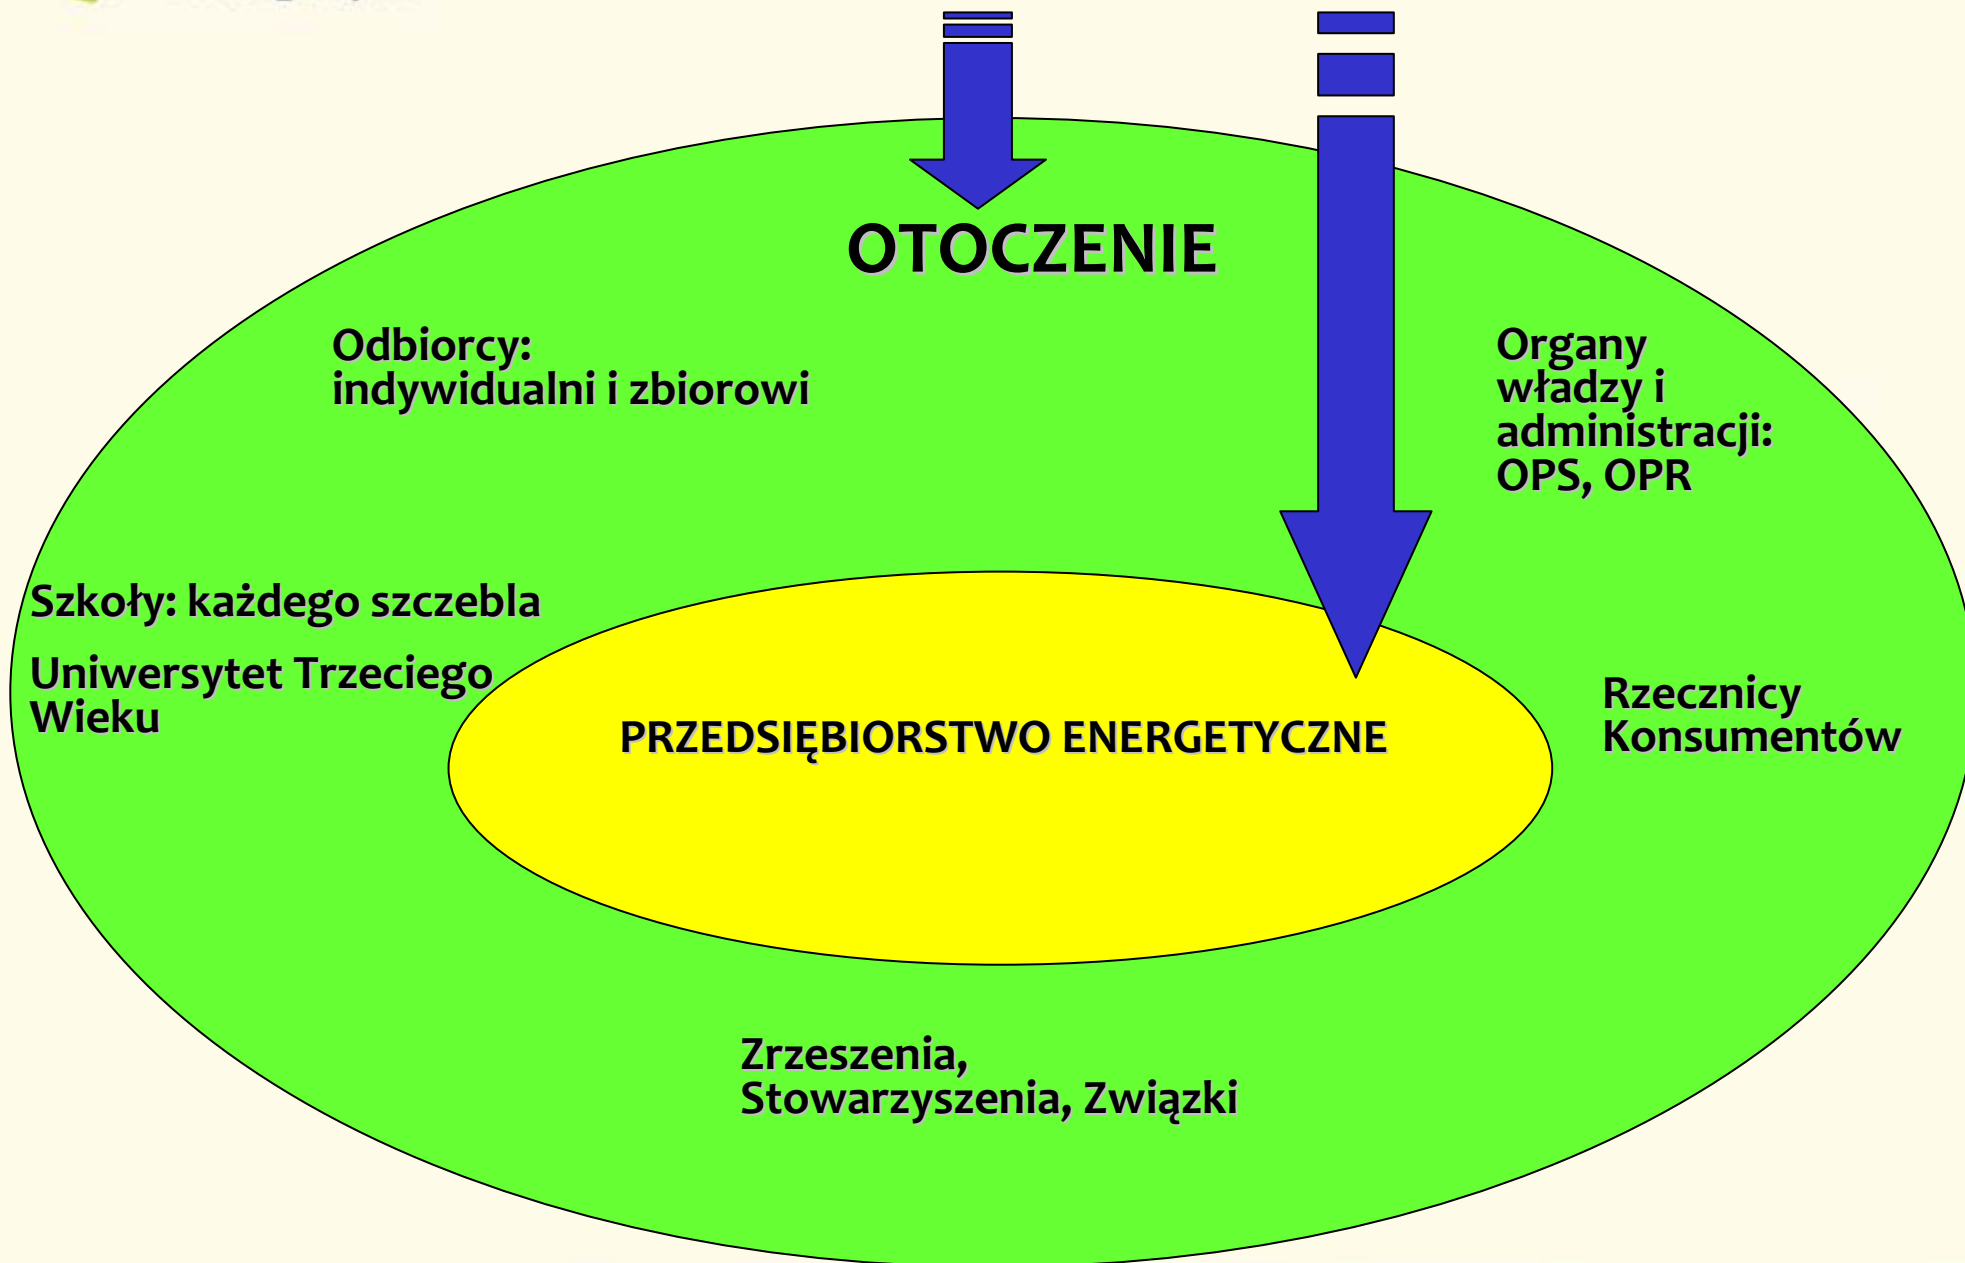 OTOCZENIE
Odbiorcy:
indywidualni i zbiorowi
Organy
władzy i
administracji:
OPS, OPR
Szkoły: każdego szczebla
Uniwersytet Trzeciego
Wieku
PRZEDSIĘBIORSTWO ENERGETYCZNE
Rzecznicy
Konsumentów
Zrzeszenia,
Stowarzyszenia, Związki